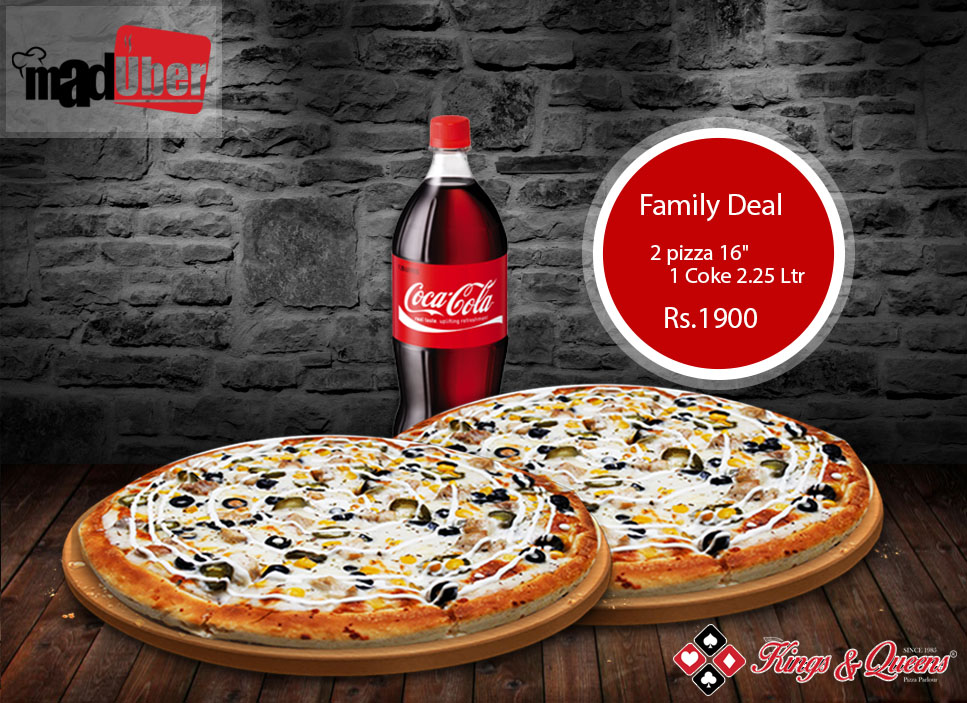 madÜber
Coca-Cola
Family Deal
2 pizza 16"
1 Coke 2.25 Ltr
Rs.1900
Kings & Queens®
SINCE 1985
Pizza Parlour